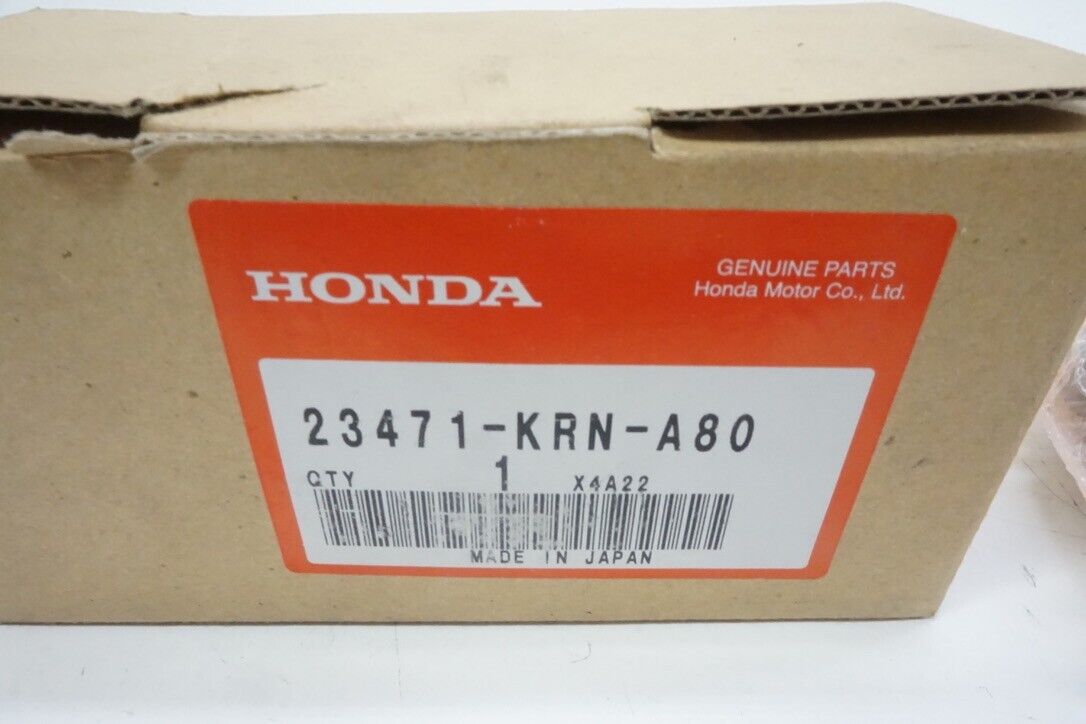 HONDA
GENUINE PARTS
Honda Motor Co., Ltd.
23471-KRN-A80
QTY 1 X4A22
MADE IN JAPAN